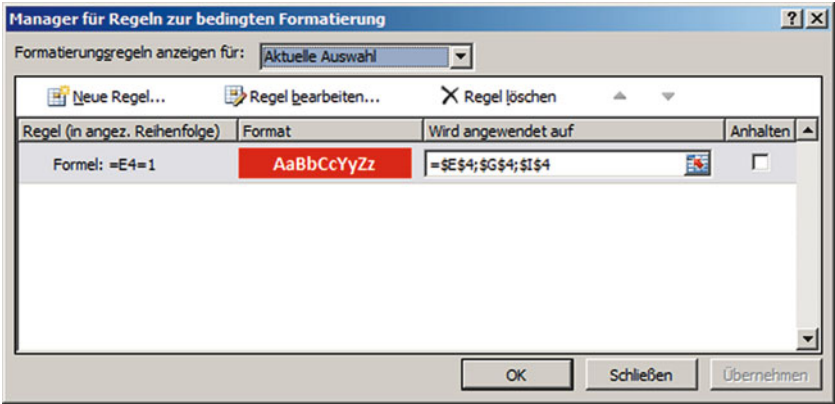 Manager für Regeln zur bedingten Formatierung
Formatierungsregeln anzeigen für: Aktuelle Auswahl
Neue Regel... Regel bearbeiten... Regel löschen
Regel (in angez. Reihenfolge) Format Wird angewendet auf Anhalten
Formel: =E4=1 AaBbCcYyZz =$E$4;$G$4;$I$4
OK Schließen Übernehmen